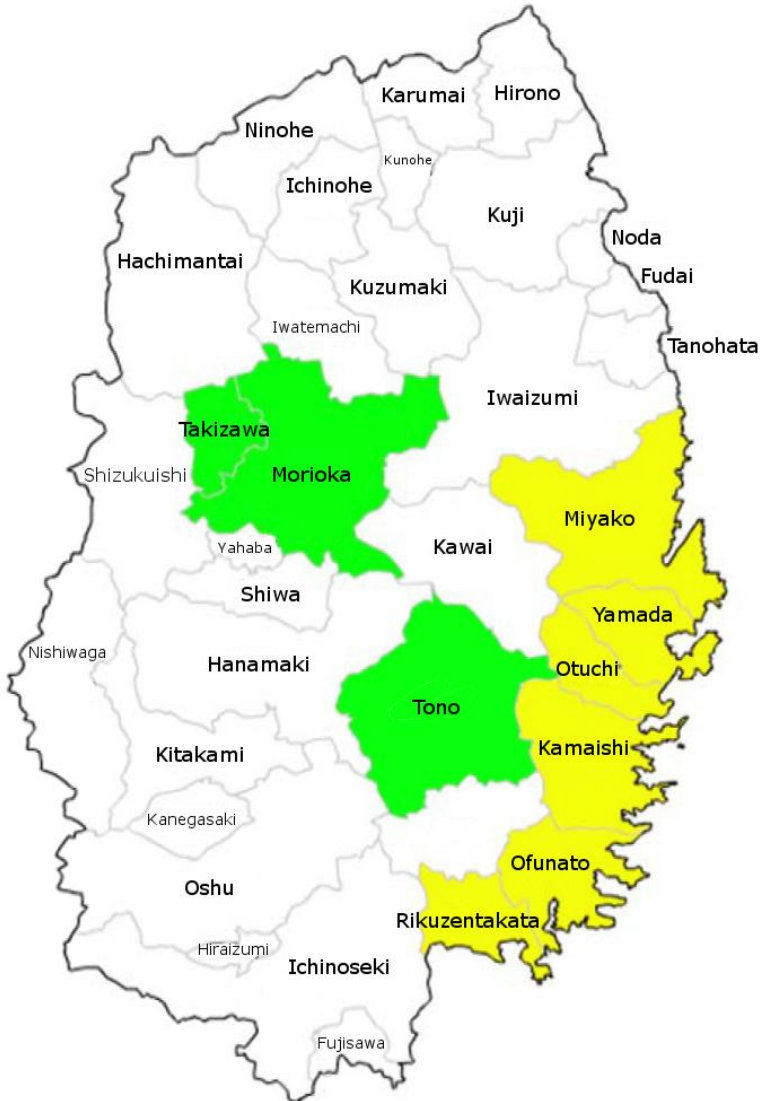 Hirono
Karumai
Ninohe
Kunohe
Ichinohe
Kuji
Noda
Hachimantai
Fudai
Kuzumaki
Iwatemachi
Tanohata
Iwaizumi
Takizawa
Shizukuishi
Morioka
Miyako
Kawai
Yahaba
Shiwa
Yamada
Nishiwaga
Hanamaki
Otuchi
Tono
Kamaishi
Kitakami
Kanegasaki
Ofunato
Oshu
Rikuzentakata
Hiraizumi
Ichinoseki
Fujisawa